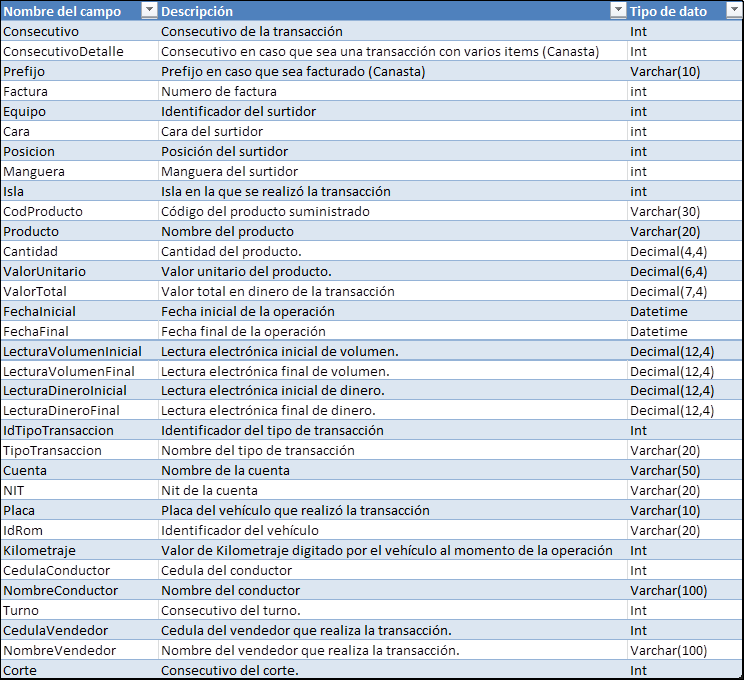 Nombre del campo Descripción Tipo de dato
Consecutivo Consecutivo de la transacción Int
ConsecutivoDetalle Consecutivo en caso que sea una transacción con varios items (Canasta) Int
Prefijo Prefijo en caso que sea facturado (Canasta) Varchar(10)
Factura Numero de factura int
Equipo Identificador del surtidor int
Cara Cara del surtidor int
Posicion Posición del surtidor int
Manguera Manguera del surtidor int
Isla Isla en la que se realizó la transacción int
CodProducto Código del producto suministrado Varchar(30)
Producto Nombre del producto Varchar(20)
Cantidad Cantidad del producto. Decimal(4,4)
ValorUnitario Valor unitario del producto. Decimal(6,4)
ValorTotal Valor total en dinero de la transacción Decimal(7,4)
FechaInicial Fecha inicial de la operación Datetime
FechaFinal Fecha final de la operación Datetime
LecturaVolumenInicial Lectura electrónica inicial de volumen. Decimal(12,4)
LecturaVolumenFinal Lectura electrónica final de volumen. Decimal(12,4)
LecturaDineroInicial Lectura electrónica inicial de dinero. Decimal(12,4)
LecturaDineroFinal Lectura electrónica final de dinero. Decimal(12,4)
IdTipoTransaccion Identificador del tipo de transacción Int
TipoTransaccion Nombre del tipo de transacción Varchar(20)
Cuenta Nombre de la cuenta Varchar(50)
NIT Nit de la cuenta Varchar(20)
Placa Placa del vehículo que realizó la transacción Varchar(10)
IdRom Identificador del vehículo Varchar(20)
Kilometraje Valor de Kilometraje digitado por el vehículo al momento de la operación Int
CedulaConductor Cedula del conductor Int
NombreConductor Nombre del conductor Varchar(100)
Turno Consecutivo del turno. Int
CedulaVendedor Cedula del vendedor que realiza la transacción. Int
NombreVendedor Nombre del vendedor que realiza la transacción. Varchar(100)
Corte Consecutivo del corte. Int